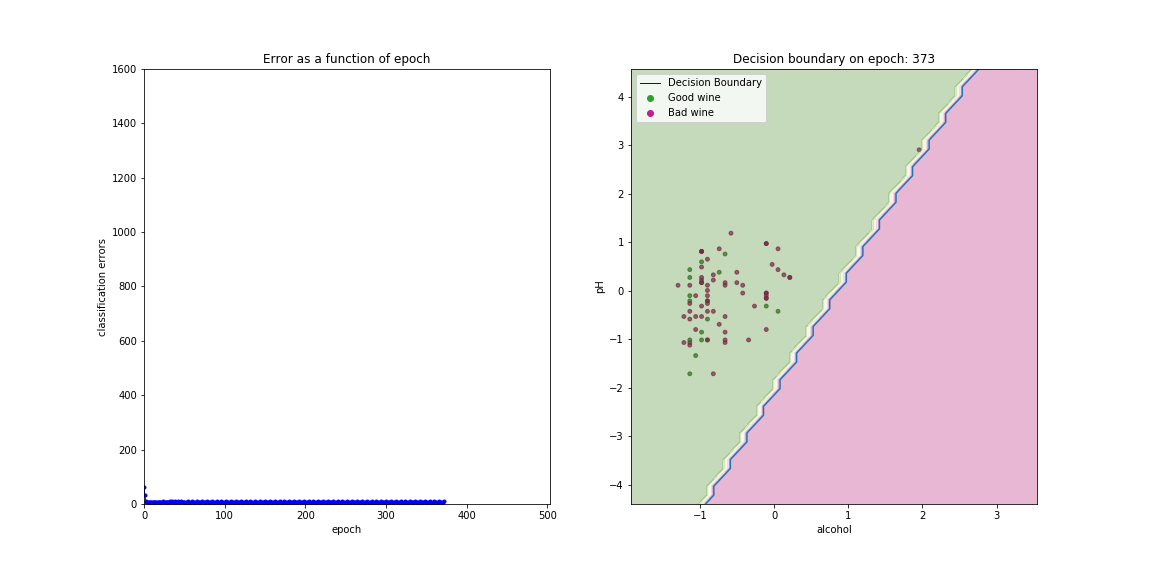 Error as a function of epoch
1600
1400
1200
1000
800
600
400
200
0
classification errors
0 100 200 300 400 500
epoch
Decision boundary on epoch: 373
Decision Boundary
Good wine
Bad wine
4
3
2
1
0
−1
−2
−3
−4
pH
−1 0 1 2 3
alcohol